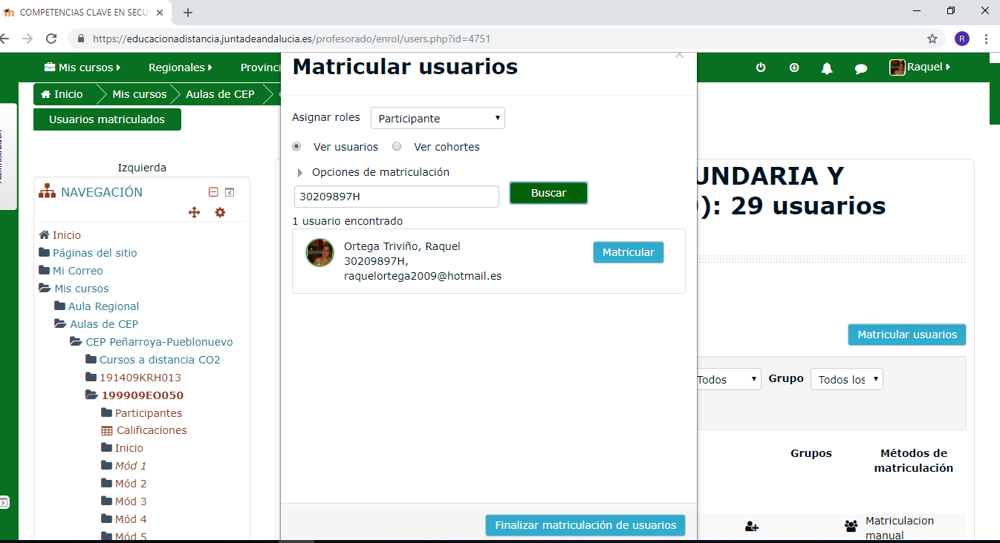 COMPETENCIAS CLAVE EN SECU
https://educacionadistancia.juntadeandalucia.es/profesorado/enrol/users.php?id=4751
R
Mis cursos
Regionales
Provinci
Raquel
Inicio
Mis cursos
Aulas de CEP
Usuarios matriculados
Matricular usuarios
Asignar roles
Participante
Ver usuarios
Ver cohortes
Opciones de matriculación
30209897H
Buscar
1 usuario encontrado
Ortega Triviño, Raquel
30209897H,
raquelortega2009@hotmail.es
Matricular
Finalizar matriculación de usuarios
Izquierda
NAVEGACIÓN
Inicio
Páginas del sitio
Mi Correo
Mis cursos
Aula Regional
Aulas de CEP
CEP Peñarroya-Pueblonuevo
Cursos a distancia CO2
191409KRH013
199909EO050
Participantes
Calificaciones
Inicio
Mód 1
Mód 2
Mód 3
Mód 4
Mód 5
UNDARIA Y
): 29 usuarios
Matricular usuarios
Todos
Grupo
Todos los
Grupos
Métodos de
matriculación
Matriculacion
manual